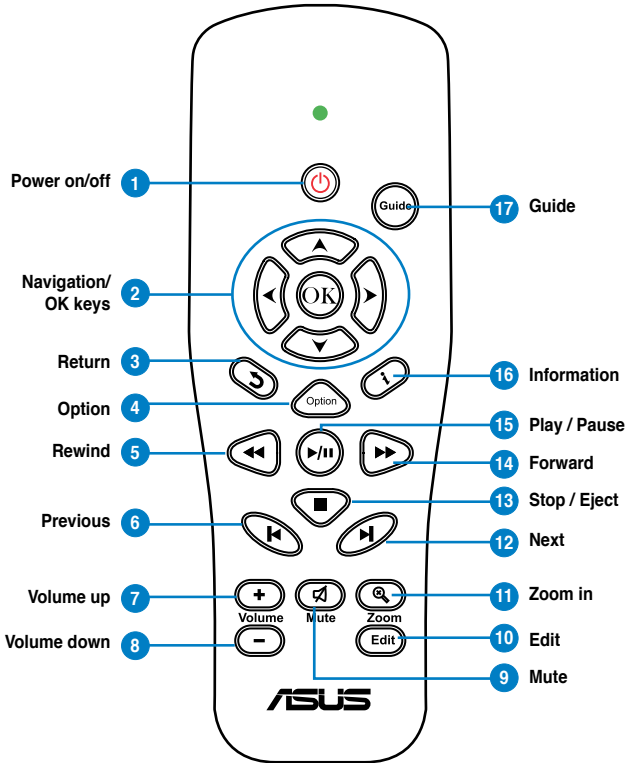 Power on/off 1
17 Guide
Guide
Navigation/
OK keys 2
OK
Return 3
16 Information
i
Option 4
Option
15 Play / Pause
Rewind 5
14 Forward
13 Stop / Eject
Previous 6
12 Next
Volume up 7
11 Zoom in
+
Volume
Mute
Zoom
Volume down 8
−
Edit
10 Edit
9 Mute
ASUS